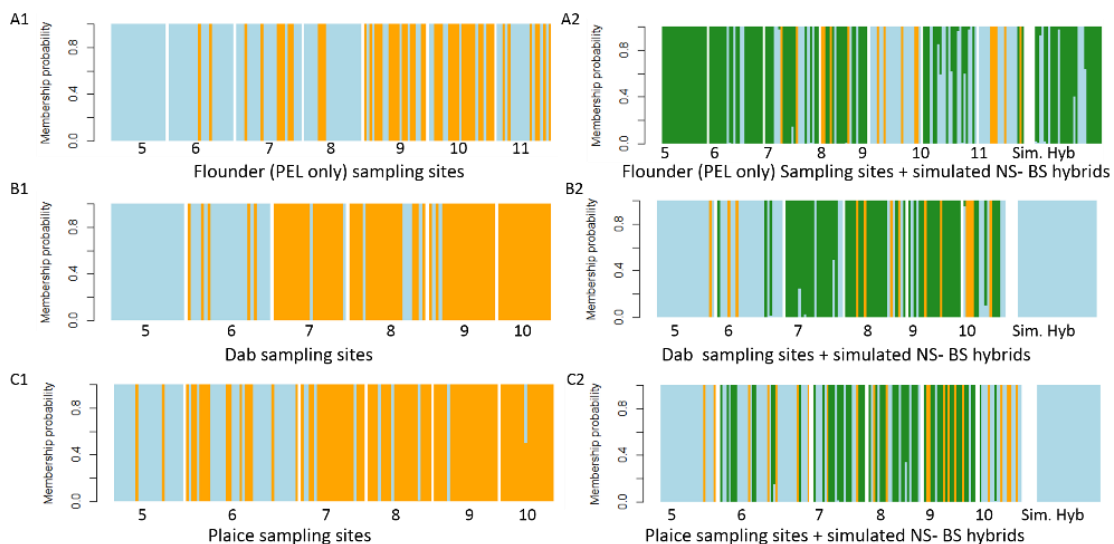 A1
Membership probability
0.0 0.4 0.8
5 6 7 8 9 10 11
Flounder (PEL only) sampling sites
A2
Membership probability
0.0 0.4 0.8
5 6 7 8 9 10 11 Sim. Hyb
Flounder (PEL only) Sampling sites + simulated NS- BS hybrids
B1
Membership probability
0.0 0.4 0.8
5 6 7 8 9 10
Dab sampling sites
B2
Membership probability
0.0 0.4 0.8
5 6 7 8 9 10 Sim. Hyb
Dab sampling sites + simulated NS- BS hybrids
C1
Membership probability
0.0 0.4 0.8
5 6 7 8 9 10
Plaice sampling sites
C2
Membership probability
0.0 0.4 0.8
5 6 7 8 9 10 Sim. Hyb
Plaice sampling sites + simulated NS- BS hybrids